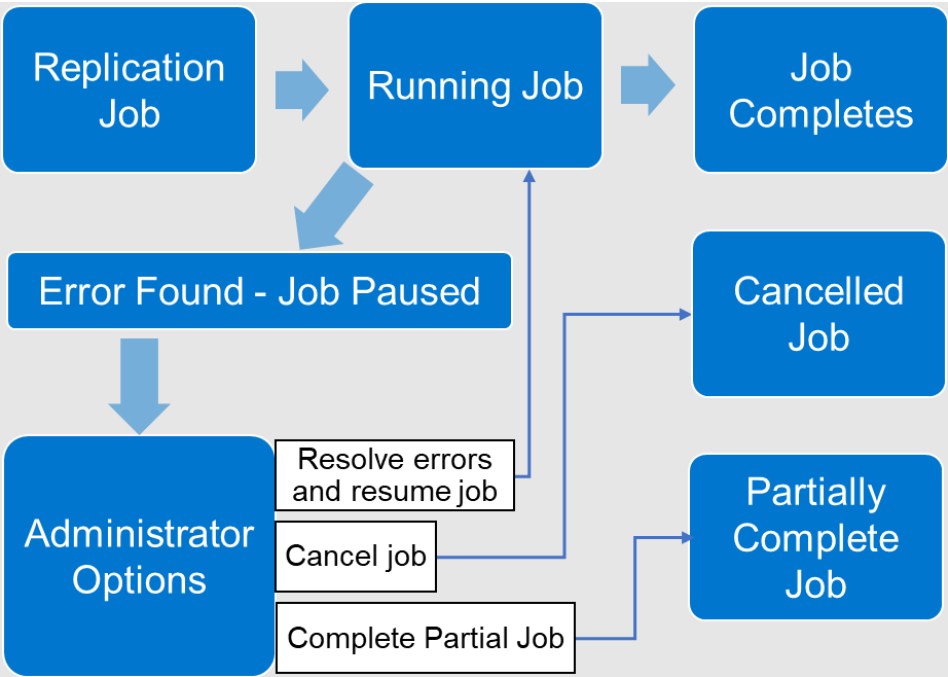 Replication
Job
Running Job
Job
Completes
Error Found - Job Paused
Cancelled
Job
Administrator
Options
Resolve errors
and resume job
Cancel job
Complete Partial Job
Partially
Complete
Job